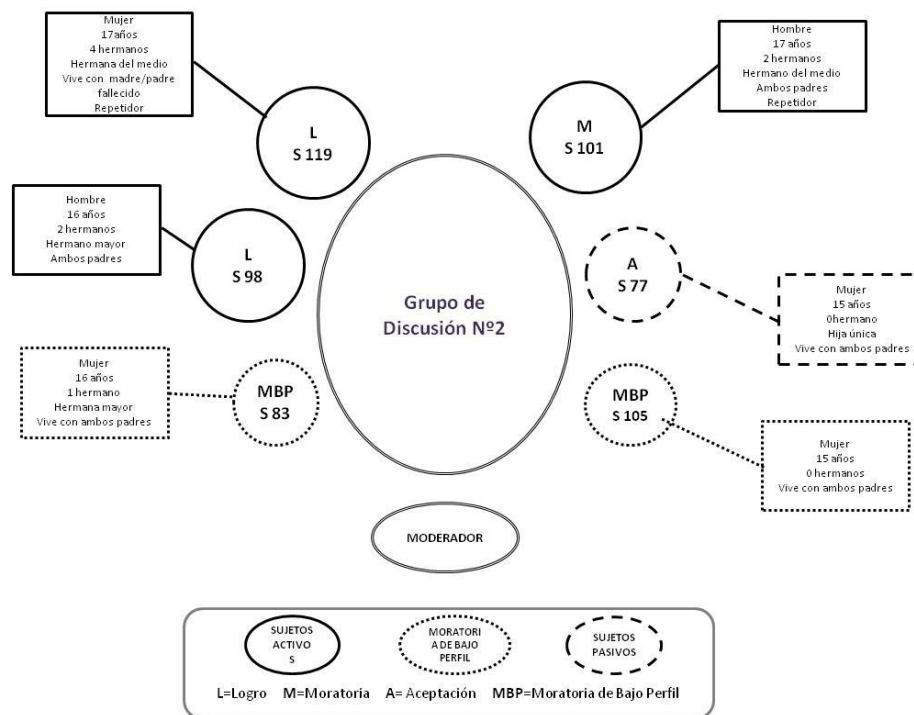 Mujer
17años
4 hermanos
Hermana del medio
Vive con madre/padre
fallecido
Repetidor
Hombre
17 años
2 hermanos
Hermano del medio
Ambos padres
Repetidor
L
S 119
M
S 101
Hombre
16 años
2 hermanos
Hermano mayor
Ambos padres
L
S 98
A
S 77
Grupo de
Discusión Nº2
Mujer
15 años
0hermano
Hija única
Vive con ambos padres
Mujer
16 años
1 hermano
Hermana mayor
Vive con ambos padres
MBP
S 83
MBP
S 105
Mujer
15 años
0 hermanos
Vive con ambos padres
MODERADOR
SUJETOS
ACTIVO
S
MORATORI
A DE BAJO
PERFIL
SUJETOS
PASIVOS
L=Logro M=Moratoria A= Aceptación MBP=Moratoria de Bajo Perfil